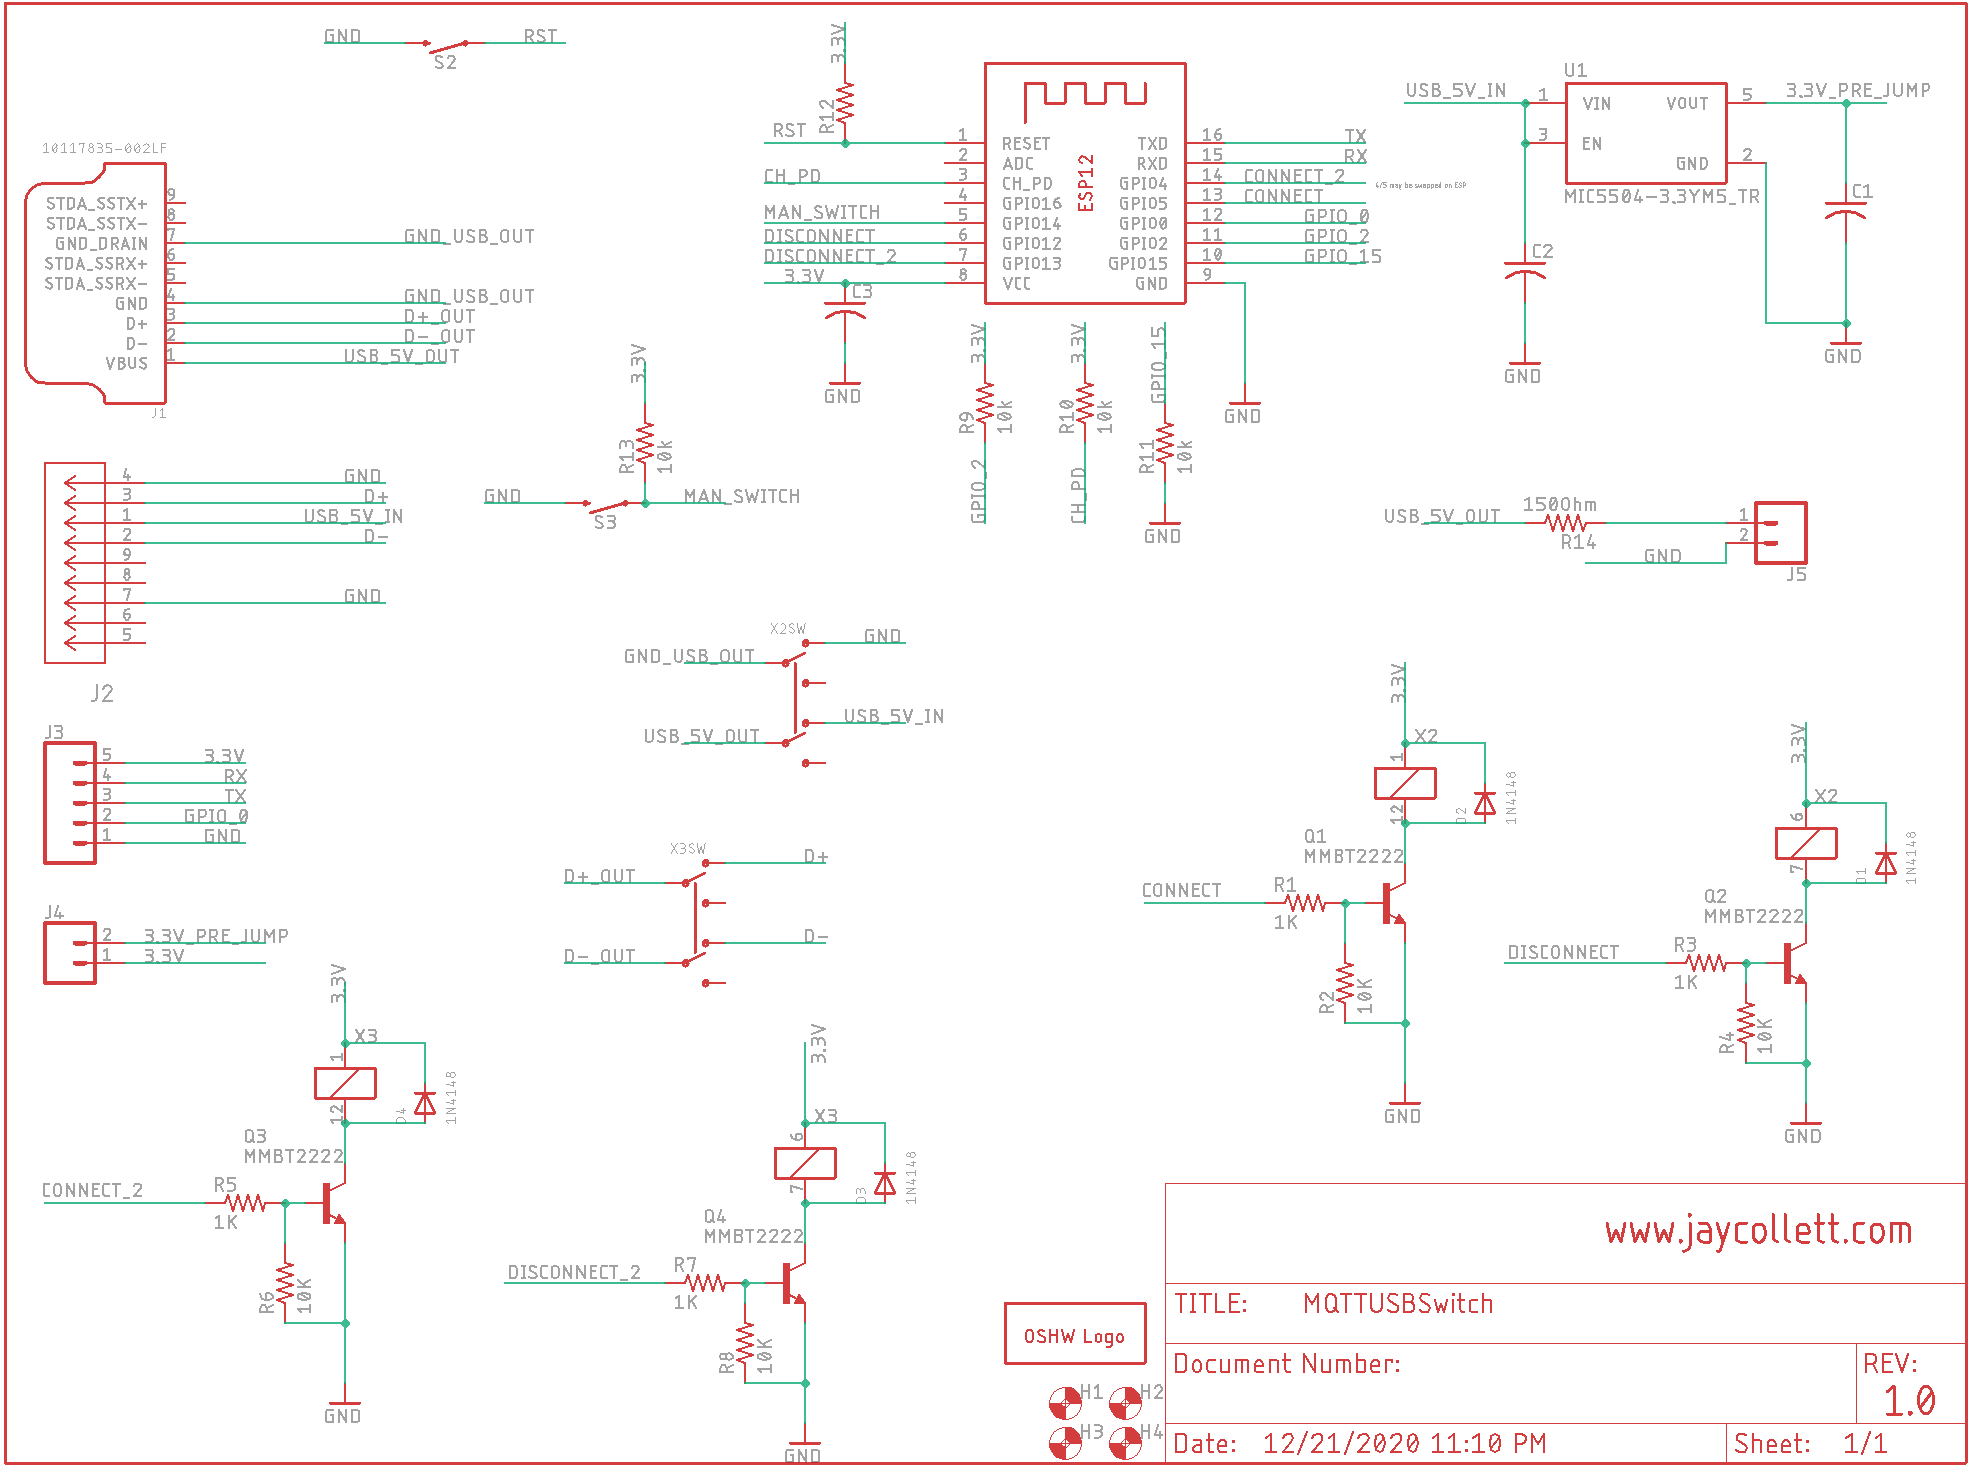 GND
RST
S2
10117835-002LF
STDA_SSTX+ 9
STDA_SSTX- 8
GND_DRAIN 7 GND_USB_OUT
STDA_SSRX+ 6
STDA_SSRX- 5
GND 4 GND_USB_OUT
D+ 3 D+_OUT
D- 2 D-_OUT
VBUS 1 USB_5V_OUT
J1
3.3V
R12
RST 1 RESET
2 ADC
CH_PD 3 CH_PD
4 GPIO16
MAN_SWITCH 5 GPIO14
DISCONNECT 6 GPIO12
DISCONNECT_2 7 GPIO13
3.3V 8 VCC
C3
GND
ESP12
TXD 16 TX
RXD 15 RX
GPIO4 14 CONNECT_2
4/5 may be swapped on ESP
GPIO5 13 CONNECT
GPIO0 12 GPIO_0
GPIO2 11 GPIO_2
GPIO15 10 GPIO_15
GND 9
GND
3.3V
R9
10k
GPIO_2
3.3V
R10
10k
CH_PD
GPIO_15
R11
10k
GND
U1
USB_5V_IN 1 VIN
3 EN
VOUT 5 3.3V_PRE_JUMP
GND 2
MIC5504-3.3YM5_TR
C1
C2
GND
GND
3.3V
R13
10k
GND
S3
MAN_SWITCH
4 GND
3 D+
1 USB_5V_IN
2 D-
9
8
7 GND
6
5
J2
USB_5V_OUT
150Ohm
R14
GND
1
2
J5
X2SW
GND_USB_OUT
GND
USB_5V_OUT
USB_5V_IN
J3
5 3.3V
4 RX
3 TX
2 GPIO_0
1 GND
J4
2 3.3V_PRE_JUMP
1 3.3V
X3SW
D+_OUT
D+
D-_OUT
D-
3.3V
X2
1
12
D2
1N4148
Q1
MMBT2222
CONNECT
R1
1K
R2
10K
GND
3.3V
X2
6
7
D1
1N4148
Q2
MMBT2222
DISCONNECT
R3
1K
R4
10K
GND
3.3V
X3
1
12
D4
1N4148
Q3
MMBT2222
CONNECT_2
R5
1K
R6
10K
GND
3.3V
X3
6
7
D3
1N4148
Q4
MMBT2222
DISCONNECT_2
R7
1K
R8
10K
GND
OSHW Logo
H1 H2
H3 H4
www.jaycollett.com
TITLE: MQTTUSBSwitch
Document Number:
REV:
1.0
Date: 12/21/2020 11:10 PM
Sheet: 1/1